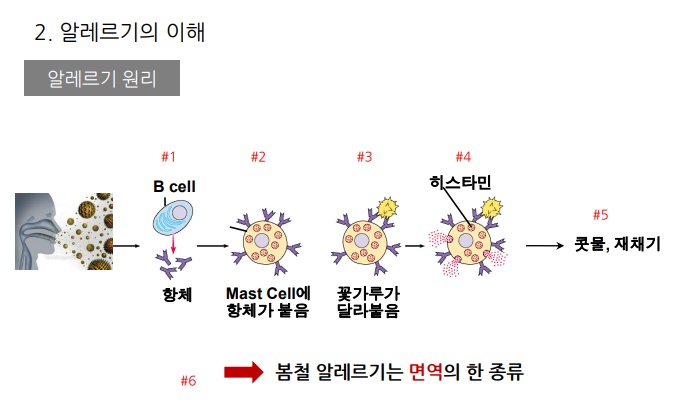 2. 알레르기의 이해
알레르기 원리
#1
#2
#3
#4
B cell
히스타민
#5
콧물, 재채기
항체
Mast Cell에
항체가 붙음
꽃가루가
달라붙음
#6
봄철 알레르기는 면역의 한 종류